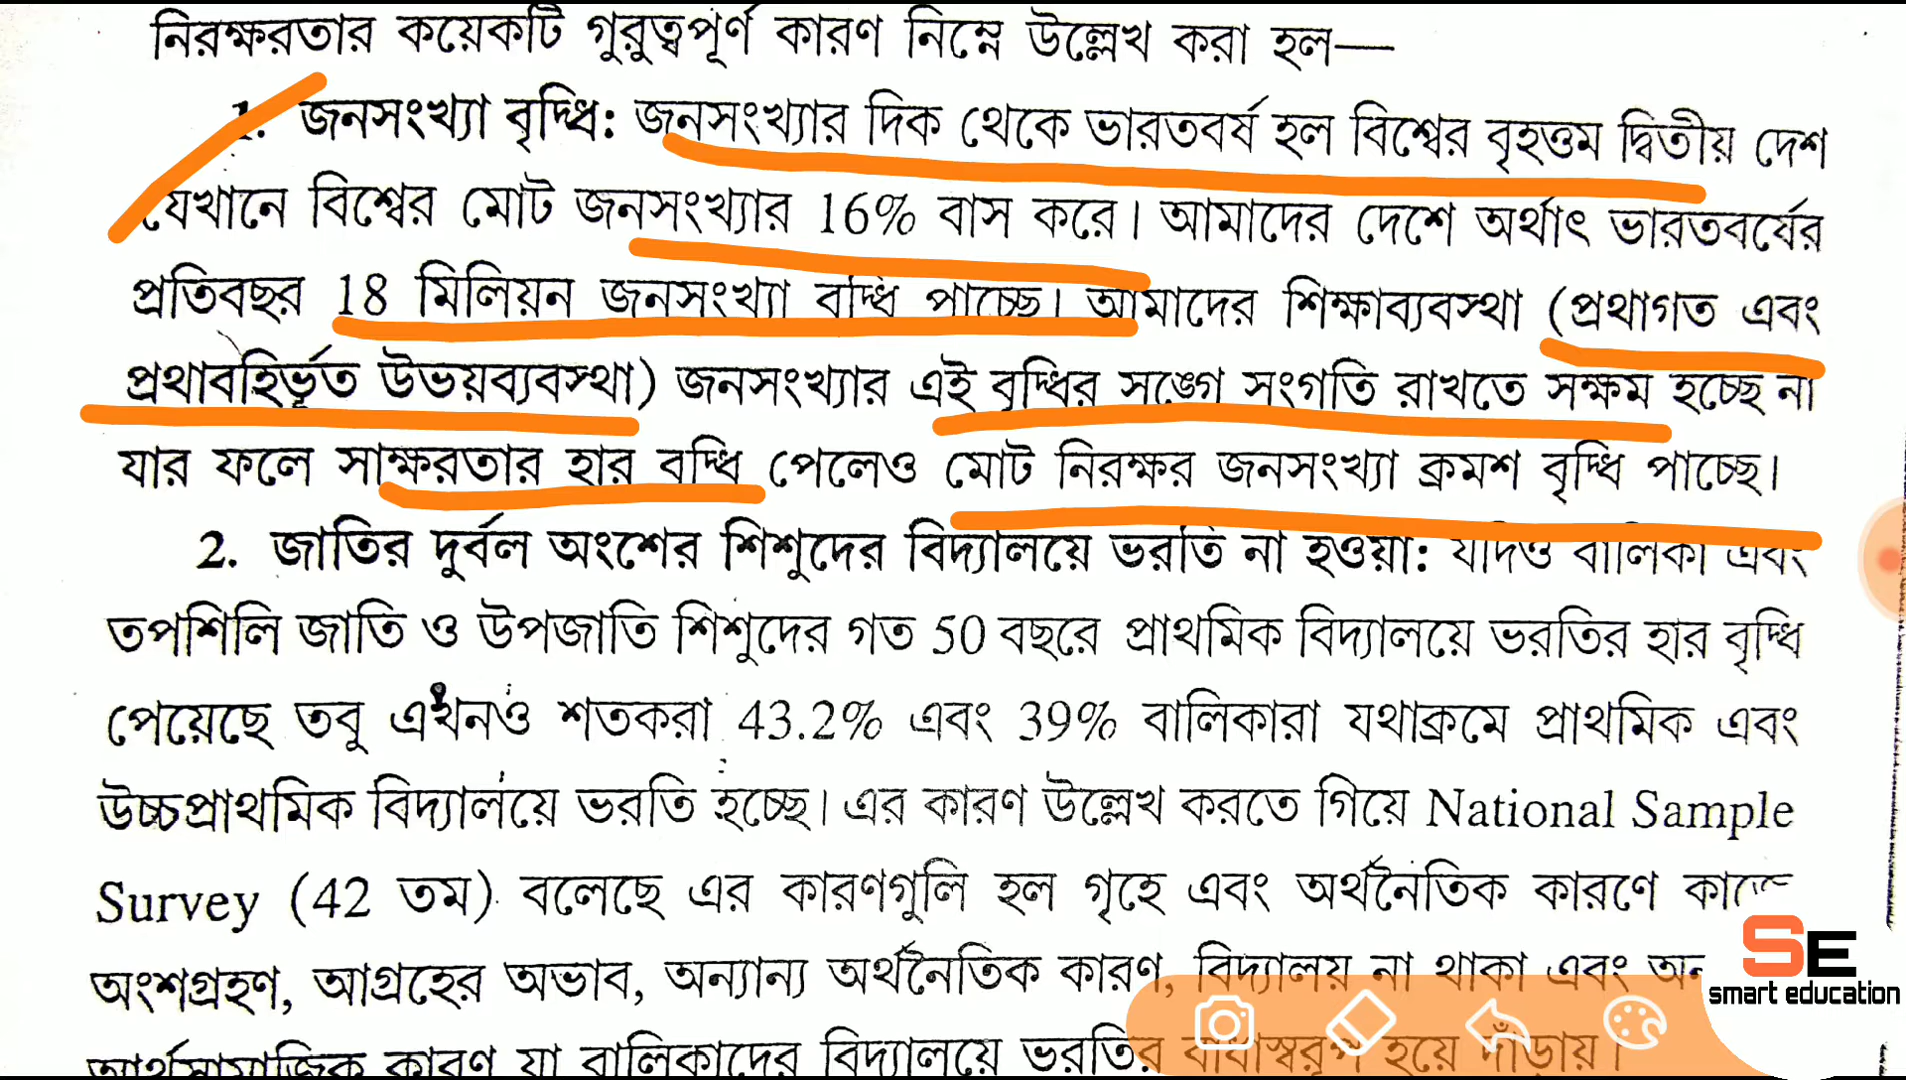 নিরক্ষরতার কয়েকটি গুরুত্বপূর্ণ কারণ নিম্নে উল্লেখ করা হল—
1. জনসংখ্যা বৃদ্ধি: জনসংখ্যার দিক থেকে ভারতবর্ষ হল বিশ্বের বৃহত্তম দ্বিতীয় দেশ
যেখানে বিশ্বের মোট জনসংখ্যার 16% বাস করে। আমাদের দেশে অর্থাৎ ভারতবর্ষের
প্রতিবছর 18 মিলিয়ন জনসংখ্যা বৃদ্ধি পাচ্ছে। আমাদের শিক্ষাব্যবস্থা (প্রথাগত এবং
প্রথাবহির্ভূত উভয়ব্যবস্থা) জনসংখ্যার এই বৃদ্ধির সঙ্গে সংগতি রাখতে সক্ষম হচ্ছে না
যার ফলে সাক্ষরতার হার বৃদ্ধি পেলেও মোট নিরক্ষর জনসংখ্যা ক্রমশ বৃদ্ধি পাচ্ছে।
2. জাতির দুর্বল অংশের শিশুদের বিদ্যালয়ে ভরতি না হওয়া: যদিও বালিকা এবং
তপশিলি জাতি ও উপজাতি শিশুদের গত 50 বছরে প্রাথমিক বিদ্যালয়ে ভরতির হার বৃদ্ধি
পেয়েছে তবু এখনও শতকরা 43.2% এবং 39% বালিকারা যথাক্রমে প্রাথমিক এবং
উচ্চপ্রাথমিক বিদ্যালয়ে ভরতি হচ্ছে। এর কারণ উল্লেখ করতে গিয়ে National Sample
Survey (42 তম) বলেছে এর কারণগুলি হল গৃহে এবং অর্থনৈতিক কারণে
অংশগ্রহণ, আগ্রহের অভাব, অন্যান্য অর্থনৈতিক কারণ, বিদ্যালয় না থাকা এবং
আর্থসামাজিক কারণ যা বালিকাদের বিদ্যালয়ে ভরতির বাধাস্বরূপ হয়ে দাঁড়ায়।
SE
smart education